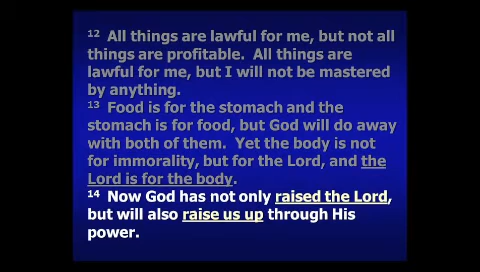 12 All things are lawful for me, but not all
things are profitable. All things are
lawful for me, but I will not be mastered
by anything.
13 Food is for the stomach and the
stomach is for food, but God will do away
with both of them. Yet the body is not
for immorality, but for the Lord, and the
Lord is for the body.
14 Now God has not only raised the Lord,
but will also raise us up through His
power.